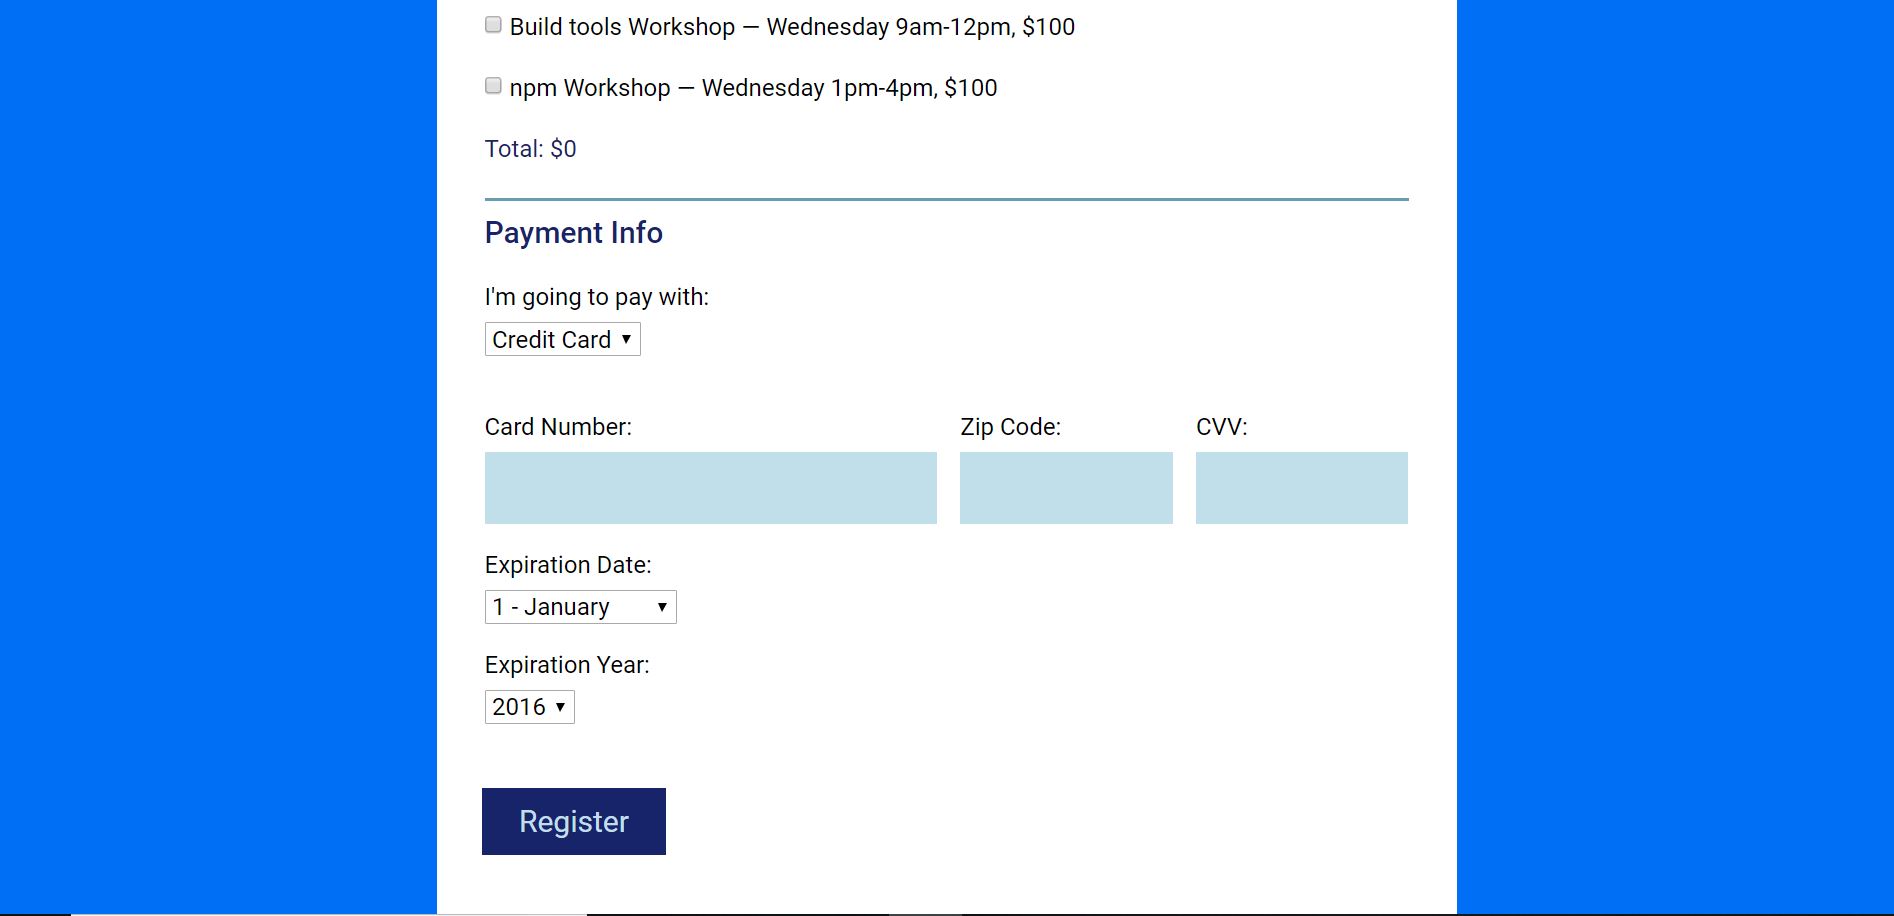 Build tools Workshop — Wednesday 9am-12pm, $100
npm Workshop — Wednesday 1pm-4pm, $100
Total: $0
Payment Info
I'm going to pay with:
Credit Card
Card Number: Zip Code: CVV:
Expiration Date:
1 - January
Expiration Year:
2016
Register